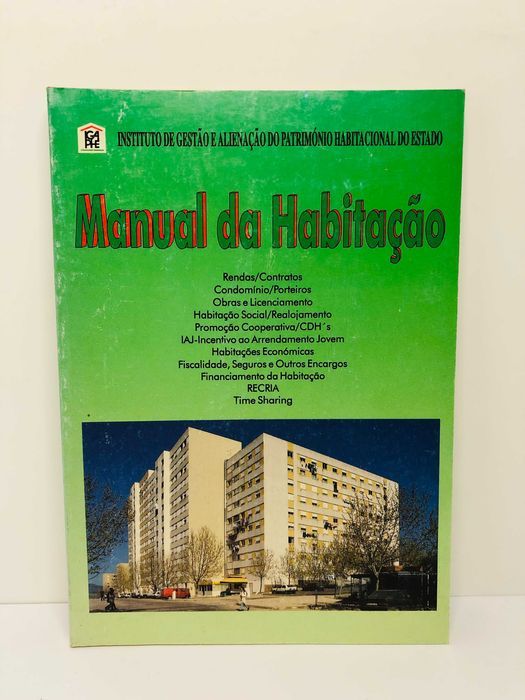 IGA
PHE
INSTITUTO DE GESTÃO E ALIENAÇÃO DO PATRIMÓNIO HABITACIONAL DO ESTADO
Manual da Habitação
Rendas/Contratos
Condomínio/Porteiros
Obras e Licenciamento
Habitação Social/Realojamento
Promoção Cooperativa/CDH´s
IAJ-Incentivo ao Arrendamento Jovem
Habitações Económicas
Fiscalidade, Seguros e Outros Encargos
Financiamento da Habitação
RECRIA
Time Sharing